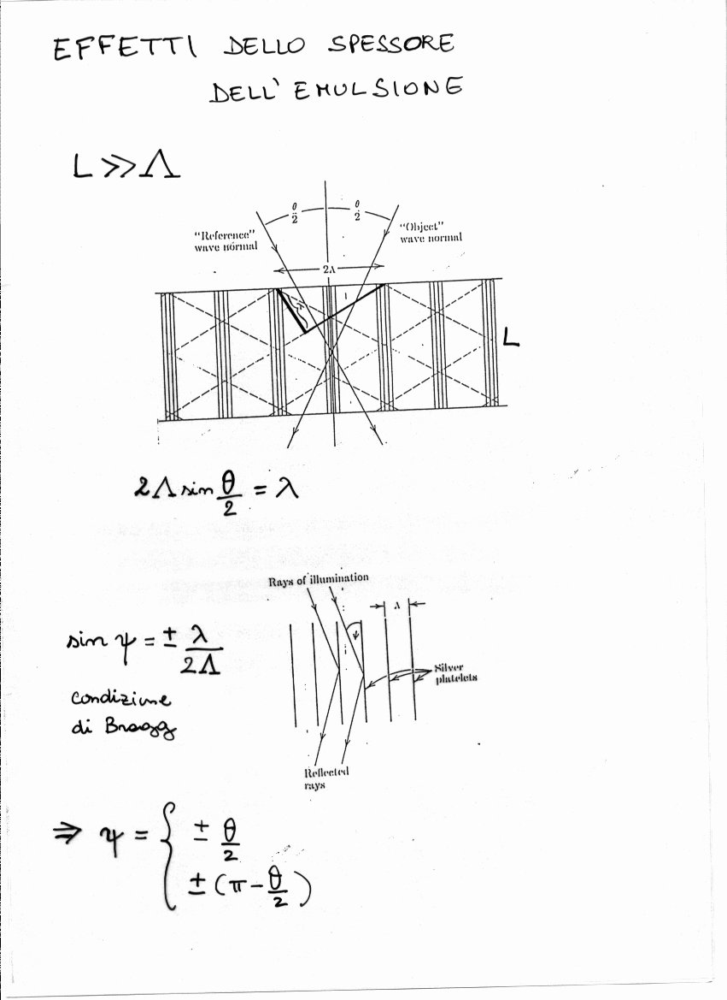 EFFETTI DELLO SPESSORE
DELL' EMULSIONE
L ≫ Λ
θ/2 θ/2
"Reference"
wave normal
"Object"
wave normal
2Λ
λ
L
2Λ sin θ/2 = λ
Rays of illumination
Λ
ψ
sin ψ = ± λ/2Λ
Silver
platelets
condizione
di Bragg
Reflected
rays
⇒ ψ = { ± θ/2
± (π - θ/2)